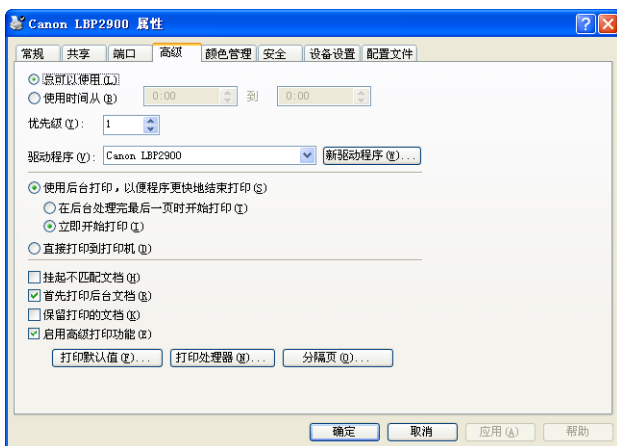 Canon LBP2900 属性
常规 共享 端口 高级 颜色管理 安全 设备设置 配置文件
总可以使用(L)
使用时间从(B) 0:00 到 0:00
优先级(Y): 1
驱动程序(V): Canon LBP2900 新驱动程序(W)...
使用后台打印，以便程序更快地结束打印(S)
在后台处理完最后一页时开始打印(T)
立即开始打印(I)
直接打印到打印机(D)
挂起不匹配文档(H)
首先打印后台文档(R)
保留打印的文档(K)
启用高级打印功能(E)
打印默认值(F)... 打印处理器(N)... 分隔页(O)...
确定 取消 应用(A) 帮助